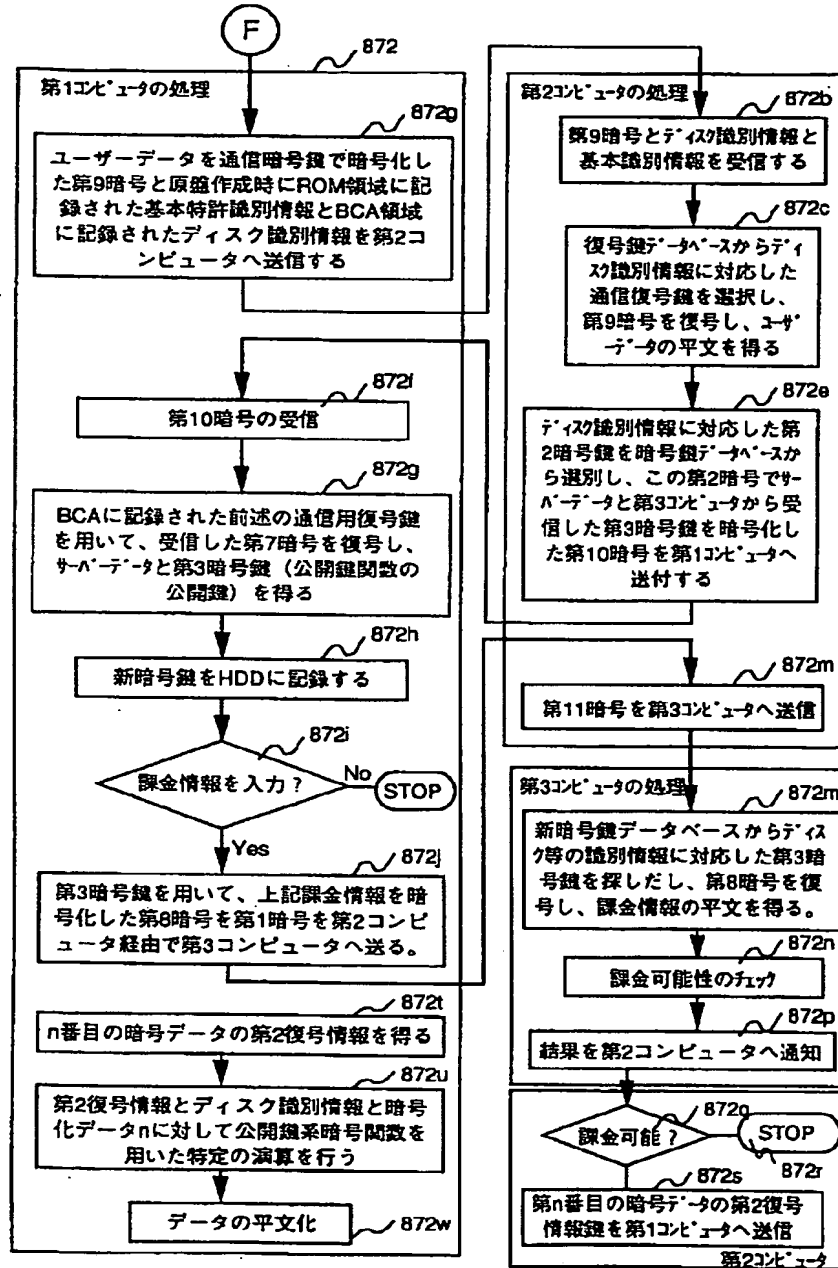 F
872
第1コンピュータの処理
872g
ユーザーデータを通信暗号鍵で暗号化し
た第9暗号と原盤作成時にROM領域に記
録された基本特許識別情報とBCA領域
に記録されたディスク識別情報を第2コ
ンピュータへ送信する
872f
第10暗号の受信
872g
BCAに記録された前述の通信用復号鍵
を用いて、受信した第7暗号を復号し、
サーバーデータと第3暗号鍵（公開鍵関数の
公開鍵）を得る
872h
新暗号鍵をHDDに記録する
872i
課金情報を入力？
No
STOP
Yes
872j
第3暗号鍵を用いて、上記課金情報を暗
号化した第8暗号を第1暗号を第2コンピ
ュータ経由で第3コンピュータへ送る。
872t
n番目の暗号データの第2復号情報を得る
872u
第2復号情報とディスク識別情報と暗号
化データnに対して公開鍵系暗号関数を
用いた特定の演算を行う
データの平文化
872w
第2コンピュータの処理
872b
第9暗号とディスク識別情報と
基本識別情報を受信する
872c
復号鍵データベースからディ
スク識別情報に対応した
通信復号鍵を選択し、
第9暗号を復号し、ユーザ
ーデータの平文を得る
872e
ディスク識別情報に対応した第
2暗号鍵を暗号鍵データベースか
ら選別し、この第2暗号でサー
バーデータと第3コンピュータから受
信した第3暗号鍵を暗号化し
た第10暗号を第1コンピュータへ
送付する
872m
第11暗号を第3コンピュータへ送信
第3コンピュータの処理
872m
新暗号鍵データベースからディス
ク等の識別情報に対応した第3暗
号鍵を探しだし、第8暗号を復
号し、課金情報の平文を得る。
872n
課金可能性のチェック
872p
結果を第2コンピュータへ通知
872q
課金可能？
STOP
872r
872s
第n番目の暗号データの第2復号
情報鍵を第1コンピュータへ送信
第2コンピュータ